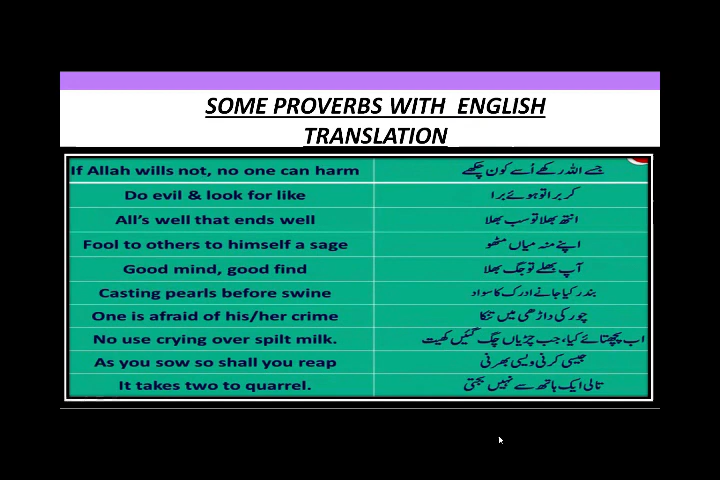 SOME PROVERBS WITH ENGLISH
TRANSLATION
If Allah wills not, no one can harm جسے اللہ رکھے اُسے کون چکھے
Do evil & look for like کر برا تو ہوئے برا
All's well that ends well انتھ بھلا تو سب بھلا
Fool to others to himself a sage اپنے منہ میاں مٹھو
Good mind, good find آپ بھلے تو جگ بھلا
Casting pearls before swine بندر کیا جانے ادرک کا سواد
One is afraid of his/her crime چور کی داڑھی میں تنکا
No use crying over spilt milk. اب پچھتائے کیا، جب چڑیاں چگ گئیں کھیت
As you sow so shall you reap جیسی کرنی ویسی بھرنی
It takes two to quarrel. تالی ایک ہاتھ سے نہیں بجتی